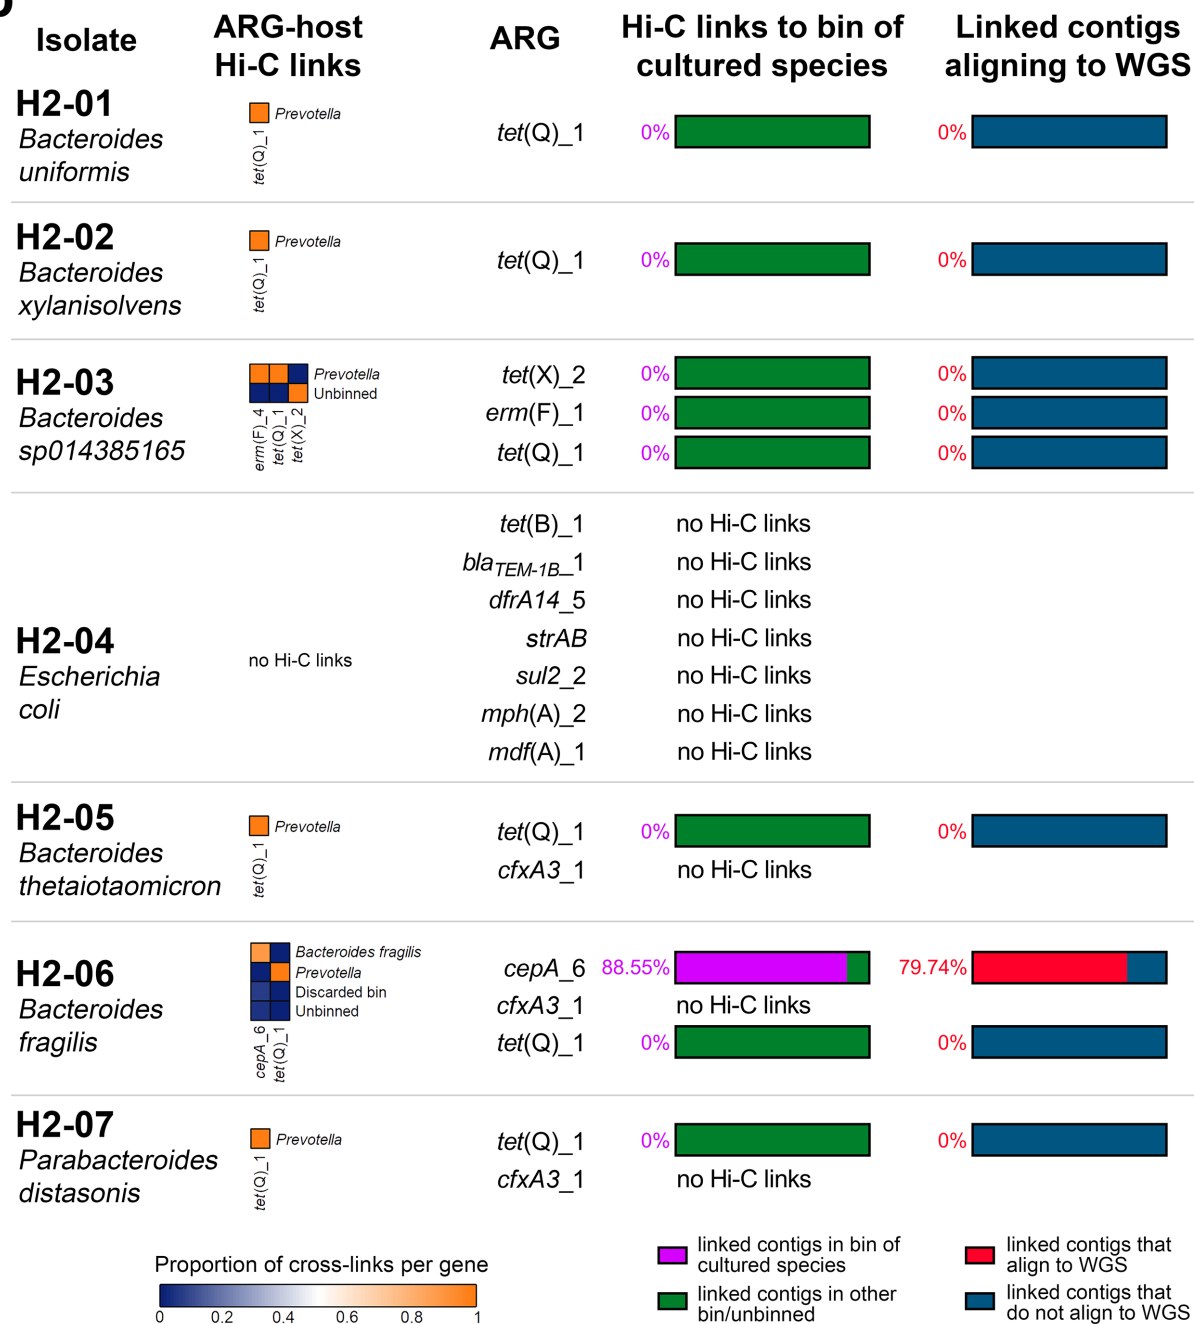 Isolate
ARG-host
Hi-C links
ARG
Hi-C links to bin of
cultured species
Linked contigs
aligning to WGS
H2-01
Bacteroides
uniformis
Prevotella
tet(Q)_1
tet(Q)_1
0%
0%
H2-02
Bacteroides
xylanisolvens
Prevotella
tet(Q)_1
tet(Q)_1
0%
0%
H2-03
Bacteroides
sp014385165
Prevotella
Unbinned
erm(F)_4
tet(Q)_1
tet(X)_2
tet(X)_2
0%
0%
erm(F)_1
0%
0%
tet(Q)_1
0%
0%
H2-04
Escherichia
coli
no Hi-C links
tet(B)_1
no Hi-C links
blaTEM-1B_1
no Hi-C links
dfrA14_5
no Hi-C links
strAB
no Hi-C links
sul2_2
no Hi-C links
mph(A)_2
no Hi-C links
mdf(A)_1
no Hi-C links
H2-05
Bacteroides
thetaiotaomicron
Prevotella
tet(Q)_1
tet(Q)_1
0%
0%
cfxA3_1
no Hi-C links
H2-06
Bacteroides
fragilis
Bacteroides fragilis
Prevotella
Discarded bin
Unbinned
cepA_6
tet(Q)_1
cepA_6
88.55%
79.74%
cfxA3_1
no Hi-C links
tet(Q)_1
0%
0%
H2-07
Parabacteroides
distasonis
Prevotella
tet(Q)_1
tet(Q)_1
0%
0%
cfxA3_1
no Hi-C links
Proportion of cross-links per gene
0 0.2 0.4 0.6 0.8 1
linked contigs in bin of
cultured species
linked contigs in other
bin/unbinned
linked contigs that
align to WGS
linked contigs that
do not align to WGS